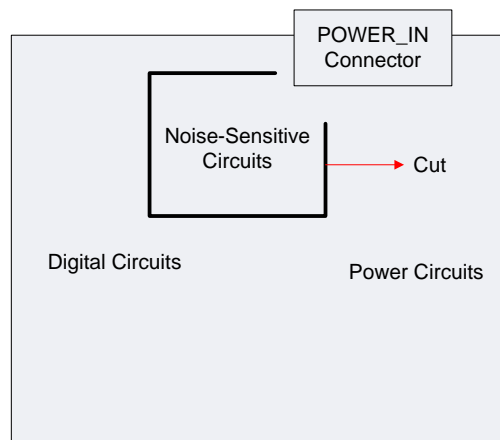 POWER_IN
Connector
Noise-Sensitive
Circuits
Cut
Digital Circuits
Power Circuits